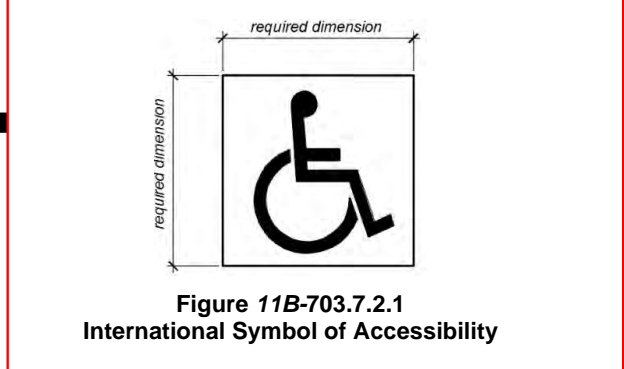 required dimension
required dimension
Figure 11B-703.7.2.1
International Symbol of Accessibility